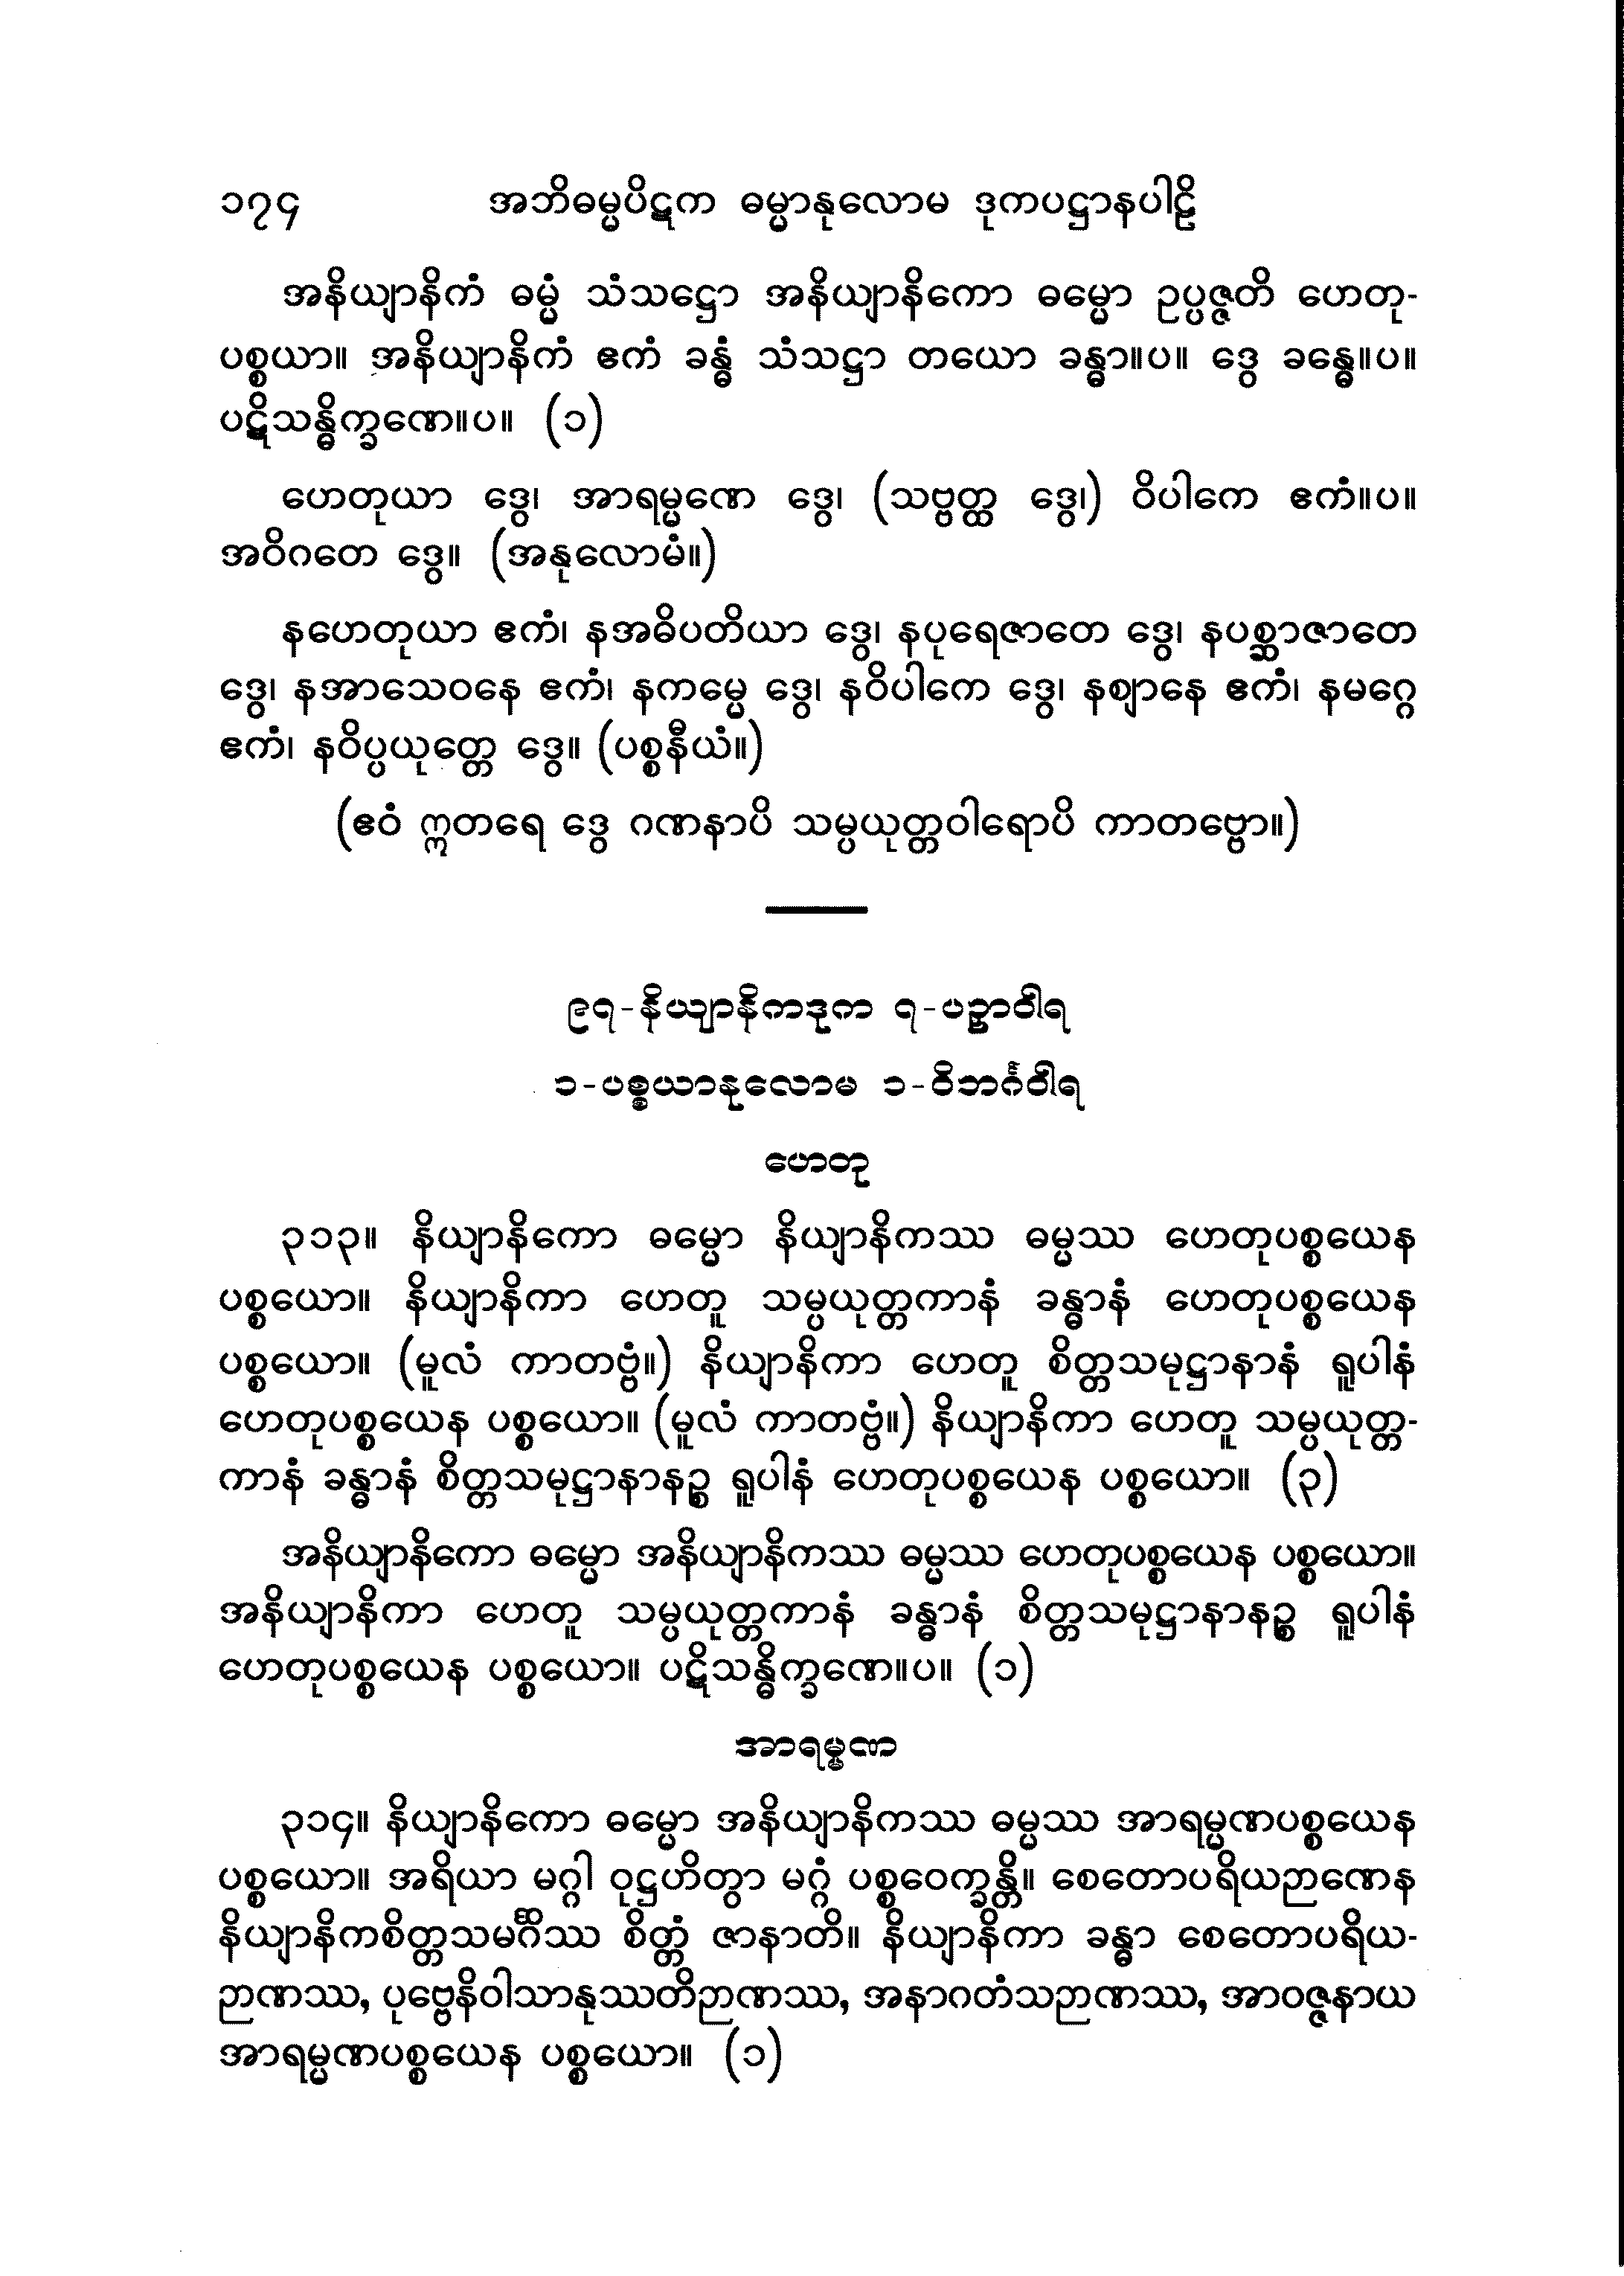 ၁၇၄ အဘိဓမ္မပိဋက ဓမ္မာနုလောမ ဒုကပဋ္ဌာနပါဠိ
အနိယျာနိကံ ဓမ္မံ သံသဋ္ဌော အနိယျာနိကော ဓမ္မော ဥပ္ပဇ္ဇတိ ဟေတု-
ပစ္စယာ။ အနိယျာနိကံ ဧကံ ခန္ဓံ သံသဋ္ဌာ တယော ခန္ဓာ။ပ။ ဒွေ ခန္ဓေ။ပ။
ပဋိသန္ဓိက္ခဏေ။ပ။ (၁)
ဟေတုယာ ဒွေ၊ အာရမ္မဏေ ဒွေ၊ (သဗ္ဗတ္ထ ဒွေ၊) ဝိပါကေ ဧကံ။ပ။
အဝိဂတေ ဒွေ။ (အနုလောမံ။)
နဟေတုယာ ဧကံ၊ နအဓိပတိယာ ဒွေ၊ နပုရေဇာတေ ဒွေ၊ နပစ္ဆာဇာတေ
ဒွေ၊ နအာသေဝနေ ဧကံ၊ နကမ္မေ ဒွေ၊ နဝိပါကေ ဒွေ၊ နဈာနေ ဧကံ၊ နမဂ္ဂေ
ဧကံ၊ နဝိပ္ပယုတ္တေ ဒွေ။ (ပစ္စနီယံ။)
(ဧဝံ ဣတရေ ဒွေ ဂဏနာပိ သမ္ပယုတ္တဝါရောပိ ကာတဗ္ဗော။)
၉၇-နိယျာနိကဒုက ၇-ပဉှာဝါရ
၁-ပစ္စယာနုလောမ ၁-ဝိဘင်္ဂဝါရ
ဟေတု
၃၁၃။ နိယျာနိကော ဓမ္မော နိယျာနိကဿ ဓမ္မဿ ဟေတုပစ္စယေန
ပစ္စယော။ နိယျာနိကာ ဟေတူ သမ္ပယုတ္တကာနံ ခန္ဓာနံ ဟေတုပစ္စယေန
ပစ္စယော။ (မူလံ ကာတဗ္ဗံ။) နိယျာနိကာ ဟေတူ စိတ္တသမုဋ္ဌာနာနံ ရူပါနံ
ဟေတုပစ္စယေန ပစ္စယော။ (မူလံ ကာတဗ္ဗံ။) နိယျာနိကာ ဟေတူ သမ္ပယုတ္တ-
ကာနံ ခန္ဓာနံ စိတ္တသမုဋ္ဌာနာနဉ္စ ရူပါနံ ဟေတုပစ္စယေန ပစ္စယော။ (၃)
အနိယျာနိကော ဓမ္မော အနိယျာနိကဿ ဓမ္မဿ ဟေတုပစ္စယေန ပစ္စယော။
အနိယျာနိကာ ဟေတူ သမ္ပယုတ္တကာနံ ခန္ဓာနံ စိတ္တသမုဋ္ဌာနာနဉ္စ ရူပါနံ
ဟေတုပစ္စယေန ပစ္စယော။ ပဋိသန္ဓိက္ခဏေ။ပ။ (၁)
အာရမ္မဏ
၃၁၄။ နိယျာနိကော ဓမ္မော အနိယျာနိကဿ ဓမ္မဿ အာရမ္မဏပစ္စယေန
ပစ္စယော။ အရိယာ မဂ္ဂါ ဝုဋ္ဌဟိတွာ မဂ္ဂံ ပစ္စဝေက္ခန္တိ။ စေတောပရိယဉာဏေန
နိယျာနိကစိတ္တသမင်္ဂိဿ စိတ္တံ ဇာနာတိ။ နိယျာနိကာ ခန္ဓာ စေတောပရိယ-
ဉာဏဿ, ပုဗ္ဗေနိဝါသာနုဿတိဉာဏဿ, အနာဂတံသဉာဏဿ, အာဝဇ္ဇနာယ
အာရမ္မဏပစ္စယေန ပစ္စယော။ (၁)